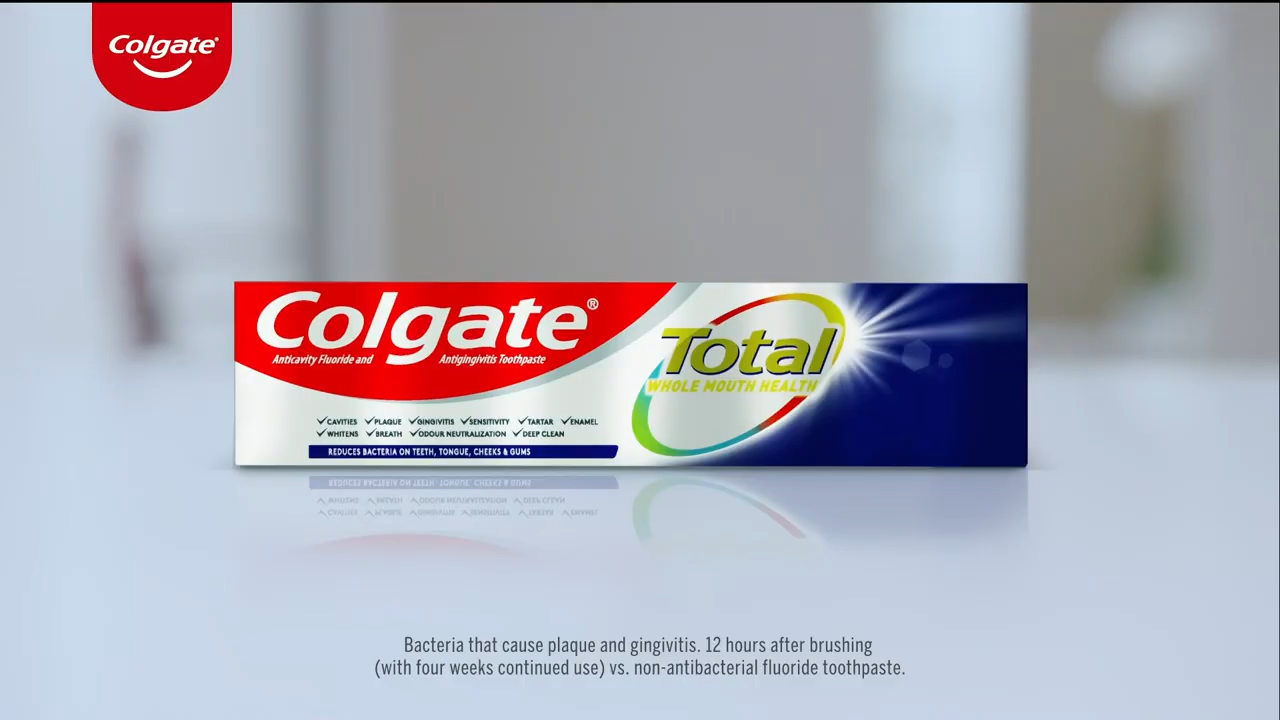 Colgate®
Colgate®
Anticavity Fluoride and Antigingivitis Toothpaste
Total
WHOLE MOUTH HEALTH
CAVITIES PLAQUE GINGIVITIS SENSITIVITY TARTAR ENAMEL
WHITENS BREATH ODOUR NEUTRALIZATION DEEP CLEAN
REDUCES BACTERIA ON TEETH, TONGUE, CHEEKS & GUMS
Bacteria that cause plaque and gingivitis. 12 hours after brushing
(with four weeks continued use) vs. non-antibacterial fluoride toothpaste.